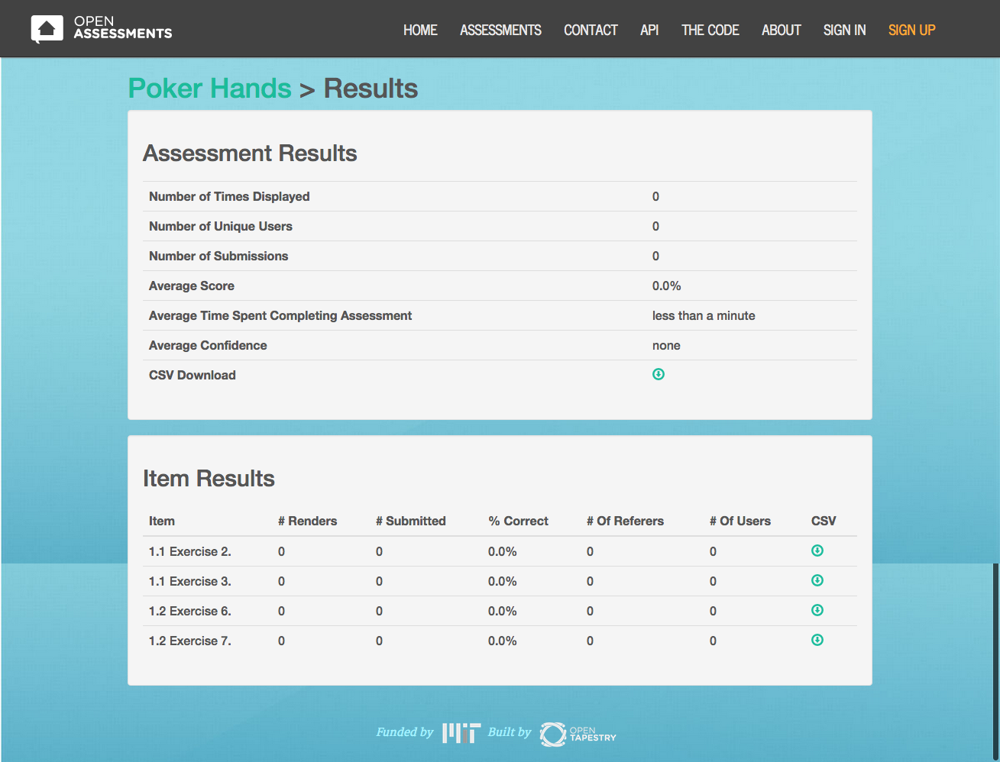 OPEN
ASSESSMENTS
HOME ASSESSMENTS CONTACT API THE CODE ABOUT SIGN IN SIGN UP
Poker Hands > Results
Assessment Results
Number of Times Displayed 0
Number of Unique Users 0
Number of Submissions 0
Average Score 0.0%
Average Time Spent Completing Assessment less than a minute
Average Confidence none
CSV Download
Item Results
Item # Renders # Submitted % Correct # Of Referers # Of Users CSV
1.1 Exercise 2. 0 0 0.0% 0 0
1.1 Exercise 3. 0 0 0.0% 0 0
1.2 Exercise 6. 0 0 0.0% 0 0
1.2 Exercise 7. 0 0 0.0% 0 0
Funded by MIT Built by OPEN TAPESTRY